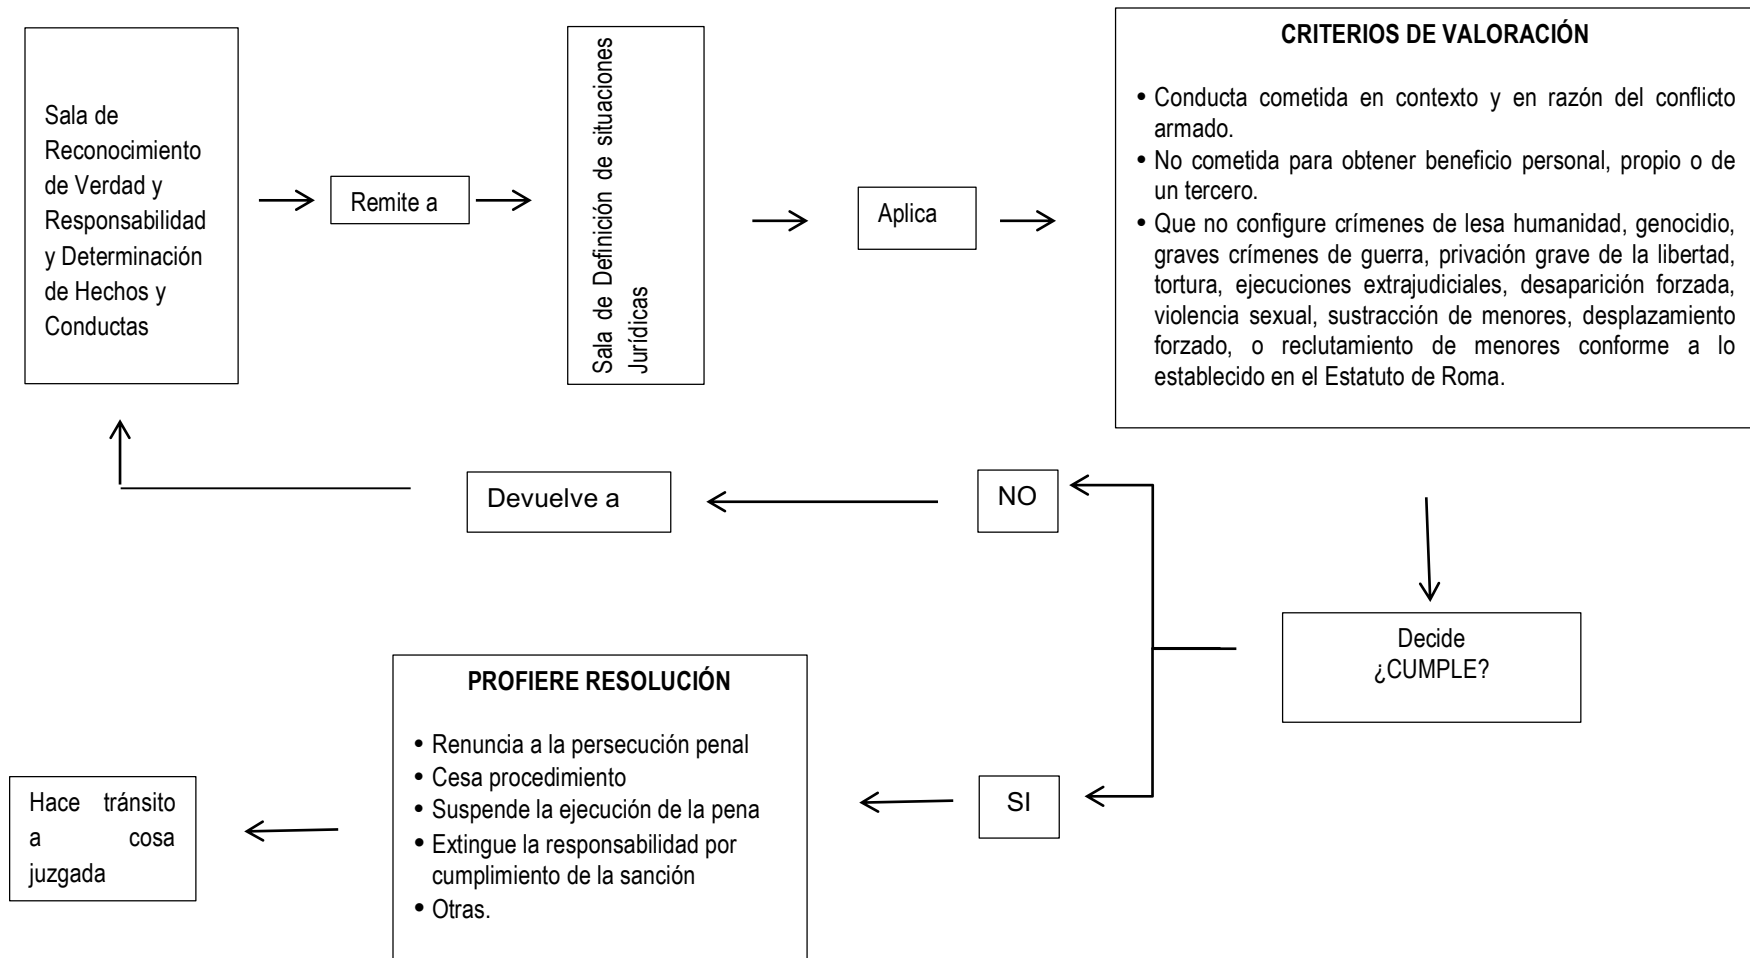 Sala de
Reconocimiento
de Verdad y
Responsabilidad
y Determinación
de Hechos y
Conductas
Remite a
Sala de Definición de situaciones
Jurídicas
Aplica
CRITERIOS DE VALORACIÓN
• Conducta cometida en contexto y en razón del conflicto
armado.
• No cometida para obtener beneficio personal, propio o de
un tercero.
• Que no configure crímenes de lesa humanidad, genocidio,
graves crímenes de guerra, privación grave de la libertad,
tortura, ejecuciones extrajudiciales, desaparición forzada,
violencia sexual, sustracción de menores, desplazamiento
forzado, o reclutamiento de menores conforme a lo
establecido en el Estatuto de Roma.
Decide
¿CUMPLE?
NO
Devuelve a
SI
PROFIERE RESOLUCIÓN
• Renuncia a la persecución penal
• Cesa procedimiento
• Suspende la ejecución de la pena
• Extingue la responsabilidad por
cumplimiento de la sanción
• Otras.
Hace tránsito
a cosa
juzgada